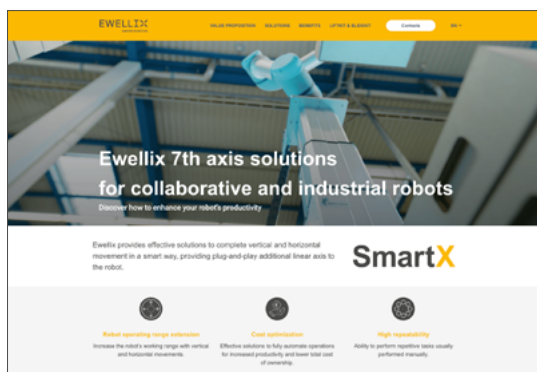 EWELLIX
VALUE PROPOSITION SOLUTIONS BENEFITS LIFTKIT & SLIDEKIT Contacts EN
Ewellix 7th axis solutions
for collaborative and industrial robots
Discover how to enhance your robot's productivity
Ewellix provides effective solutions to complete vertical and horizontal
movement in a smart way, providing plug-and-play additional linear axis to
the robot.
SmartX
Robot operating range extension
Increase the robot's working range with vertical
and horizontal movements.
Cost optimization
Effective solutions to fully automate operations
for increased productivity and lower total cost
of ownership.
High repeatability
Ability to perform repetitive tasks usually
performed manually.